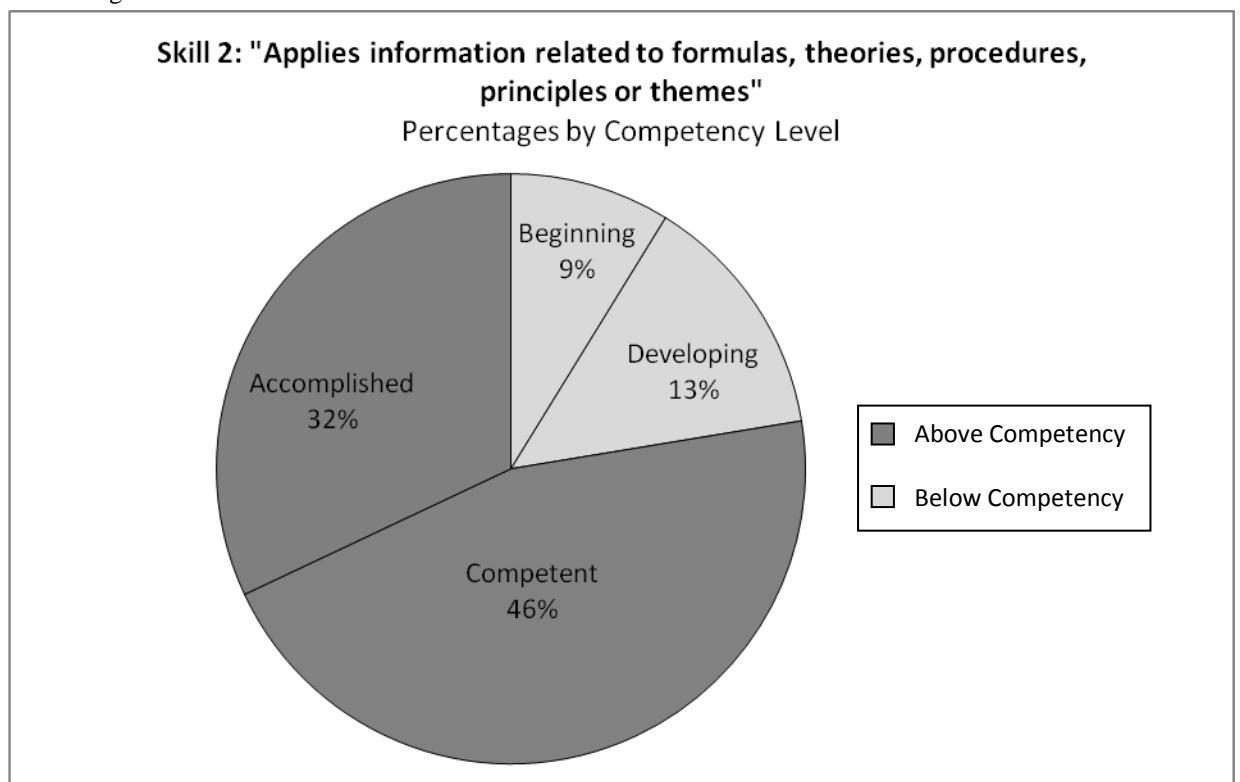 Skill 2: "Applies information related to formulas, theories, procedures,
principles or themes"
Percentages by Competency Level
Beginning
9%
Developing
13%
Accomplished
32%
Above Competency
Below Competency
Competent
46%